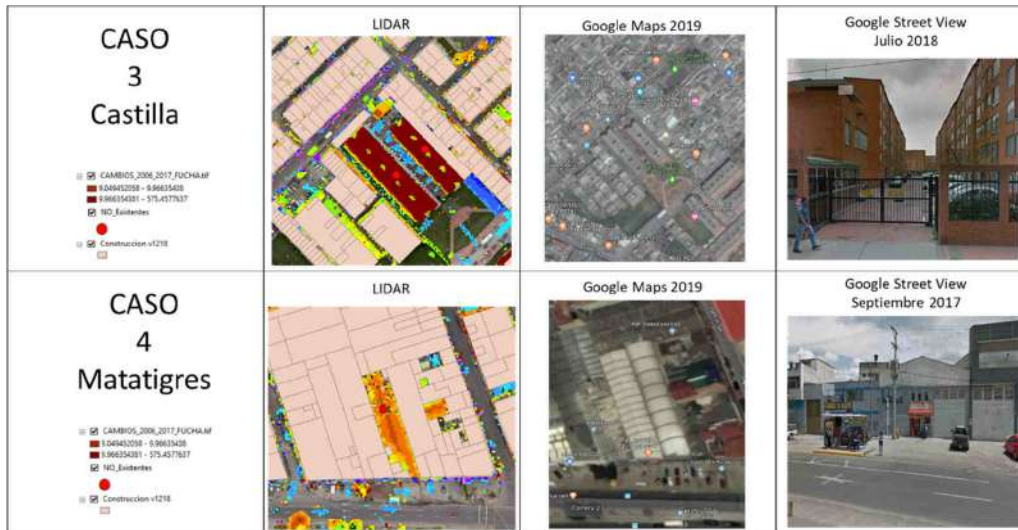 CASO
3
Castilla
CAMBIOS_2006_2017_FUCHA.tif
9.049452058 - 9.96635438
9.966354381 - 575.4577637
NO_Existentes
Construccion v1218
LIDAR
Google Maps 2019
Google Street View
Julio 2018
CASO
4
Matatigres
CAMBIOS_2006_2017_FUCHA.tif
9.049452058 - 9.96635438
9.966354381 - 575.4577637
NO_Existentes
Construccion v1218
LIDAR
Google Maps 2019
Google Street View
Septiembre 2017